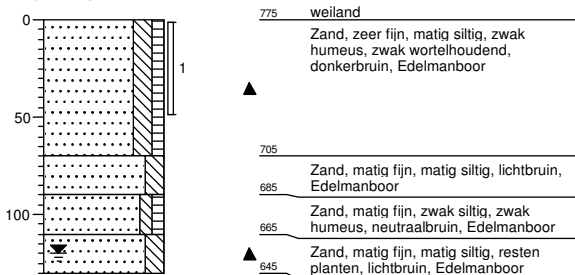 0
50
100
1
775 weiland
Zand, zeer fijn, matig siltig, zwak
humeus, zwak wortelhoudend,
donkerbruin, Edelmanboor
705
Zand, matig fijn, matig siltig, lichtbruin,
685 Edelmanboor
Zand, matig fijn, zwak siltig, zwak
665 humeus, neutraalbruin, Edelmanboor
Zand, matig fijn, matig siltig, resten
645 planten, lichtbruin, Edelmanboor